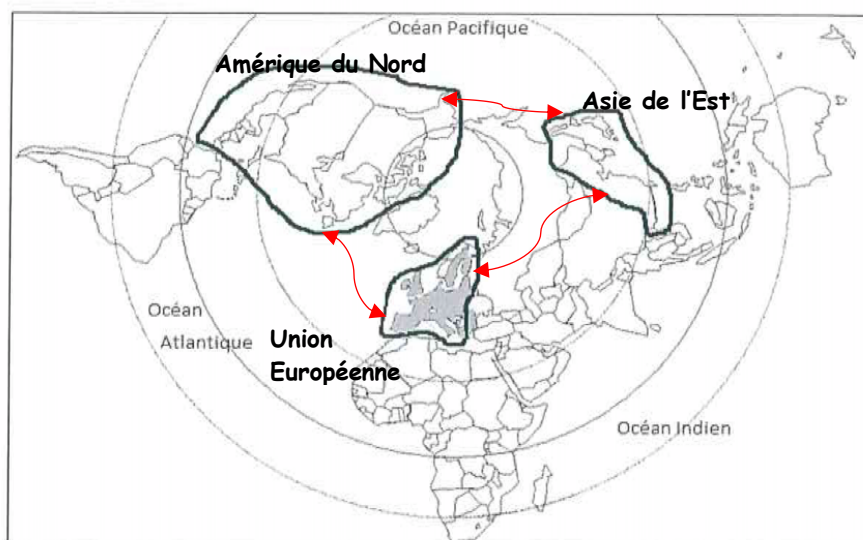 Océan Pacifique
Amérique du Nord
Asie de l'Est
Océan
Atlantique
Union
Européenne
Océan Indien